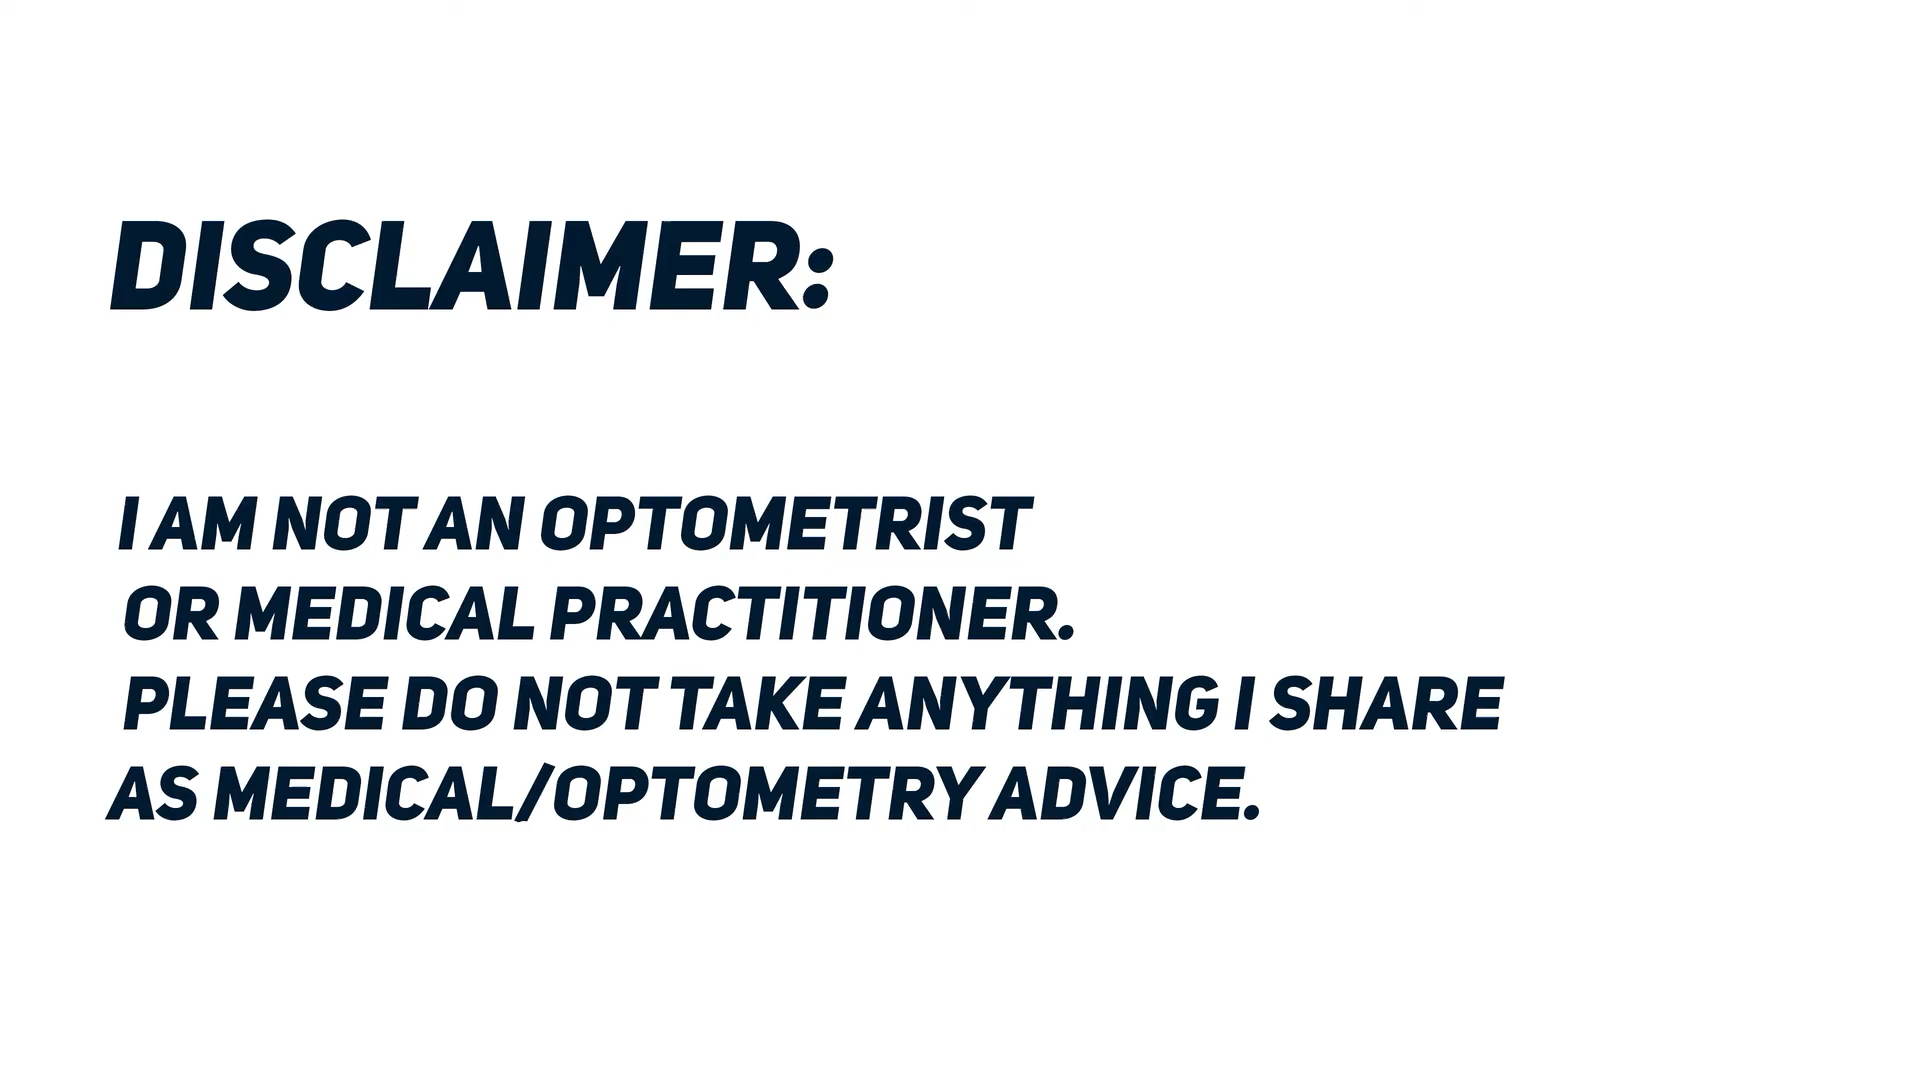 DISCLAIMER:
I AM NOT AN OPTOMETRIST
OR MEDICAL PRACTITIONER.
PLEASE DO NOT TAKE ANYTHING I SHARE
AS MEDICAL/OPTOMETRY ADVICE.